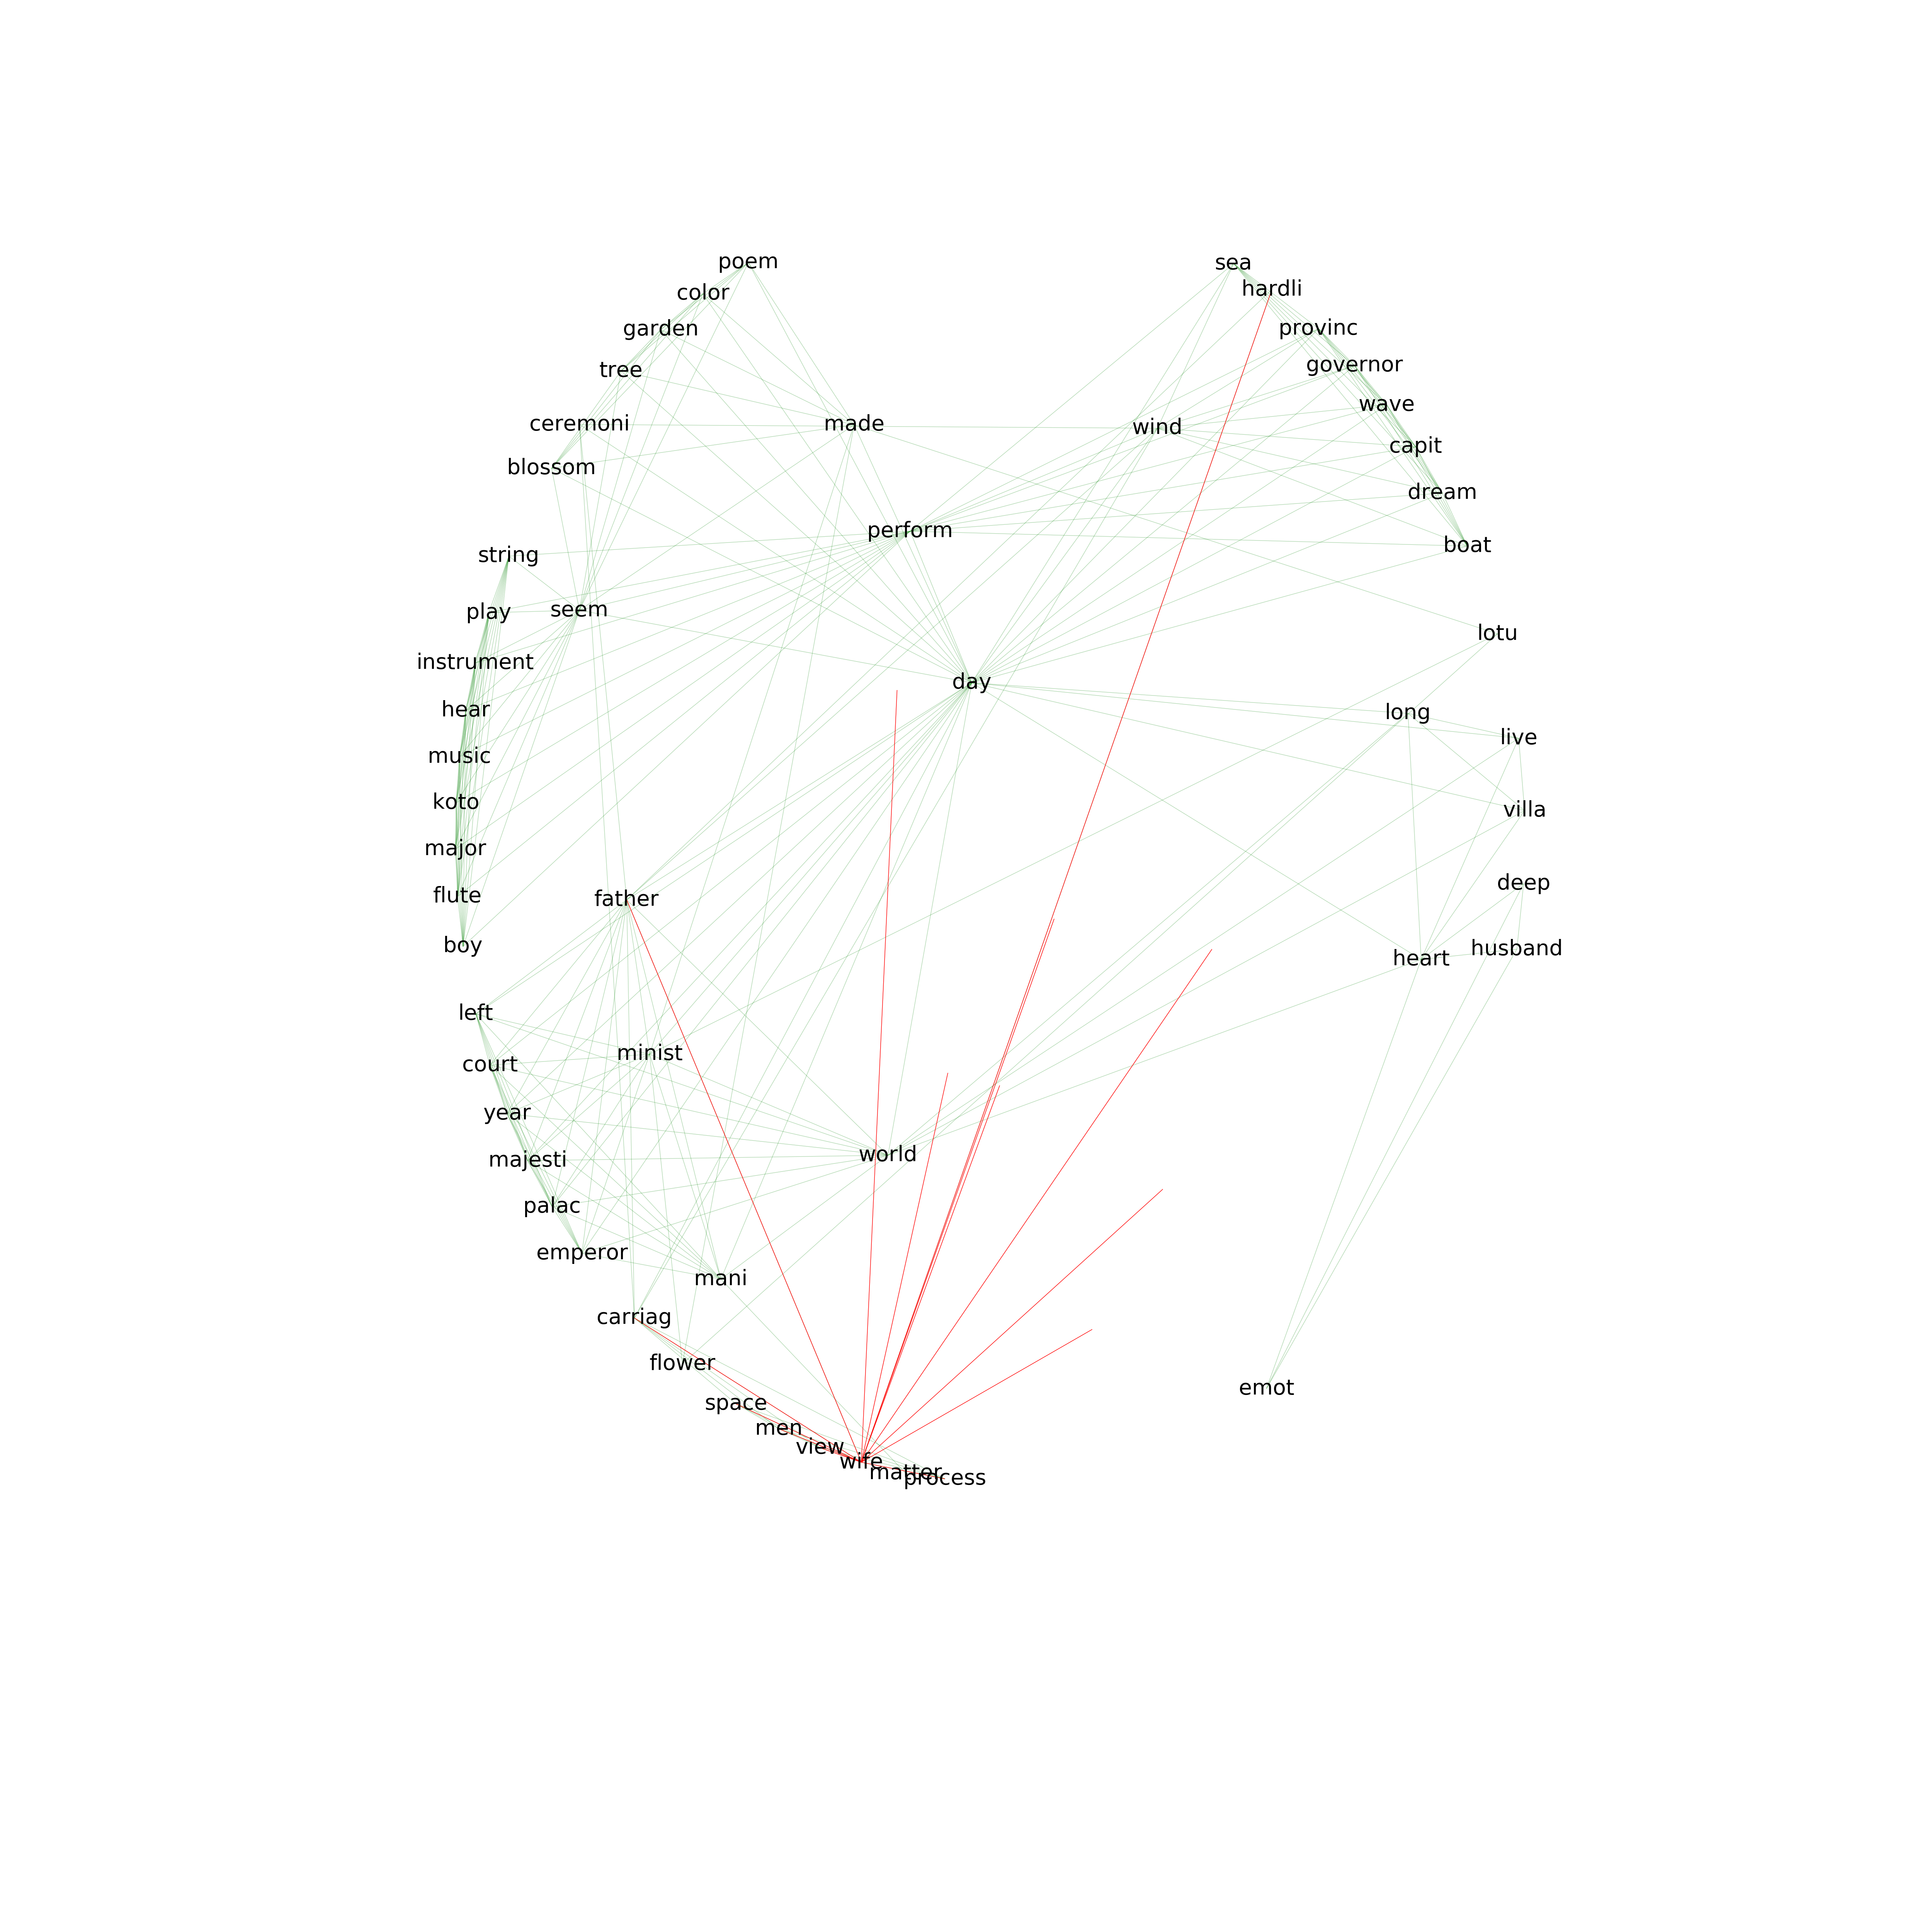 poem
sea
color
hardli
garden
provinc
tree
governor
wave
ceremoni
made
wind
capit
blossom
dream
perform
boat
string
play
seem
lotu
instrument
day
hear
long
live
music
koto
villa
major
deep
flute
father
boy
husband
heart
left
minist
court
year
world
majesti
palac
emperor
mani
carriag
flower
emot
space
men
view
wife
matter
process